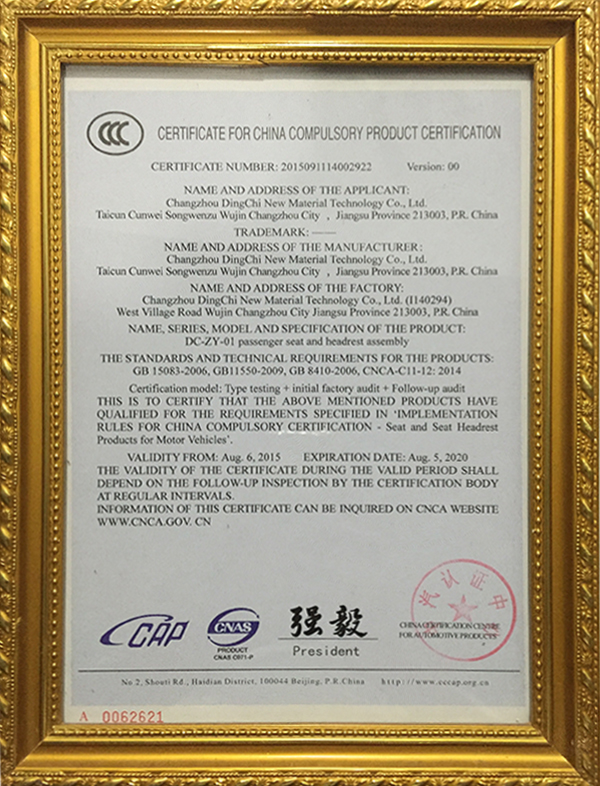 CCC
CERTIFICATE FOR CHINA COMPULSORY PRODUCT CERTIFICATION
CERTIFICATE NUMBER: 2015091114002922 Version: 00
NAME AND ADDRESS OF THE APPLICANT:
Changzhou DingChi New Material Technology Co., Ltd.
Taicun Cunwei Songwenzu Wujin Changzhou City , Jiangsu Province 213003, P.R. China
TRADEMARK: ——
NAME AND ADDRESS OF THE MANUFACTURER:
Changzhou DingChi New Material Technology Co., Ltd.
Taicun Cunwei Songwenzu Wujin Changzhou City , Jiangsu Province 213003, P.R. China
NAME AND ADDRESS OF THE FACTORY:
Changzhou DingChi New Material Technology Co., Ltd. (I140294)
West Village Road Wujin Changzhou City Jiangsu Province 213003, P.R. China
NAME, SERIES, MODEL AND SPECIFICATION OF THE PRODUCT:
DC-ZY-01 passenger seat and headrest assembly
THE STANDARDS AND TECHNICAL REQUIREMENTS FOR THE PRODUCTS:
GB 15083-2006, GB11550-2009, GB 8410-2006, CNCA-C11-12: 2014
Certification model: Type testing + initial factory audit + Follow-up audit
THIS IS TO CERTIFY THAT THE ABOVE MENTIONED PRODUCTS HAVE
QUALIFIED FOR THE REQUIREMENTS SPECIFIED IN ‘IMPLEMENTATION
RULES FOR CHINA COMPULSORY CERTIFICATION - Seat and Seat Headrest
Products for Motor Vehicles’.
VALIDITY FROM: Aug. 6, 2015 EXPIRATION DATE: Aug. 5, 2020
THE VALIDITY OF THE CERTIFICATE DURING THE VALID PERIOD SHALL
DEPEND ON THE FOLLOW-UP INSPECTION BY THE CERTIFICATION BODY
AT REGULAR INTERVALS.
INFORMATION OF THIS CERTIFICATE CAN BE INQUIRED ON CNCA WEBSITE
WWW.CNCA.GOV. CN
CCAP
CNAS
PRODUCT
CNAS C071-P
强毅
President
汽认证中
CHINA CERTIFICATION CENTRE
FOR AUTOMOTIVE PRODUCTS
No.2, Shouti Rd., Haidian District, 100044 Beijing, P.R.China http://www.cccap.org.cn
A 0062621